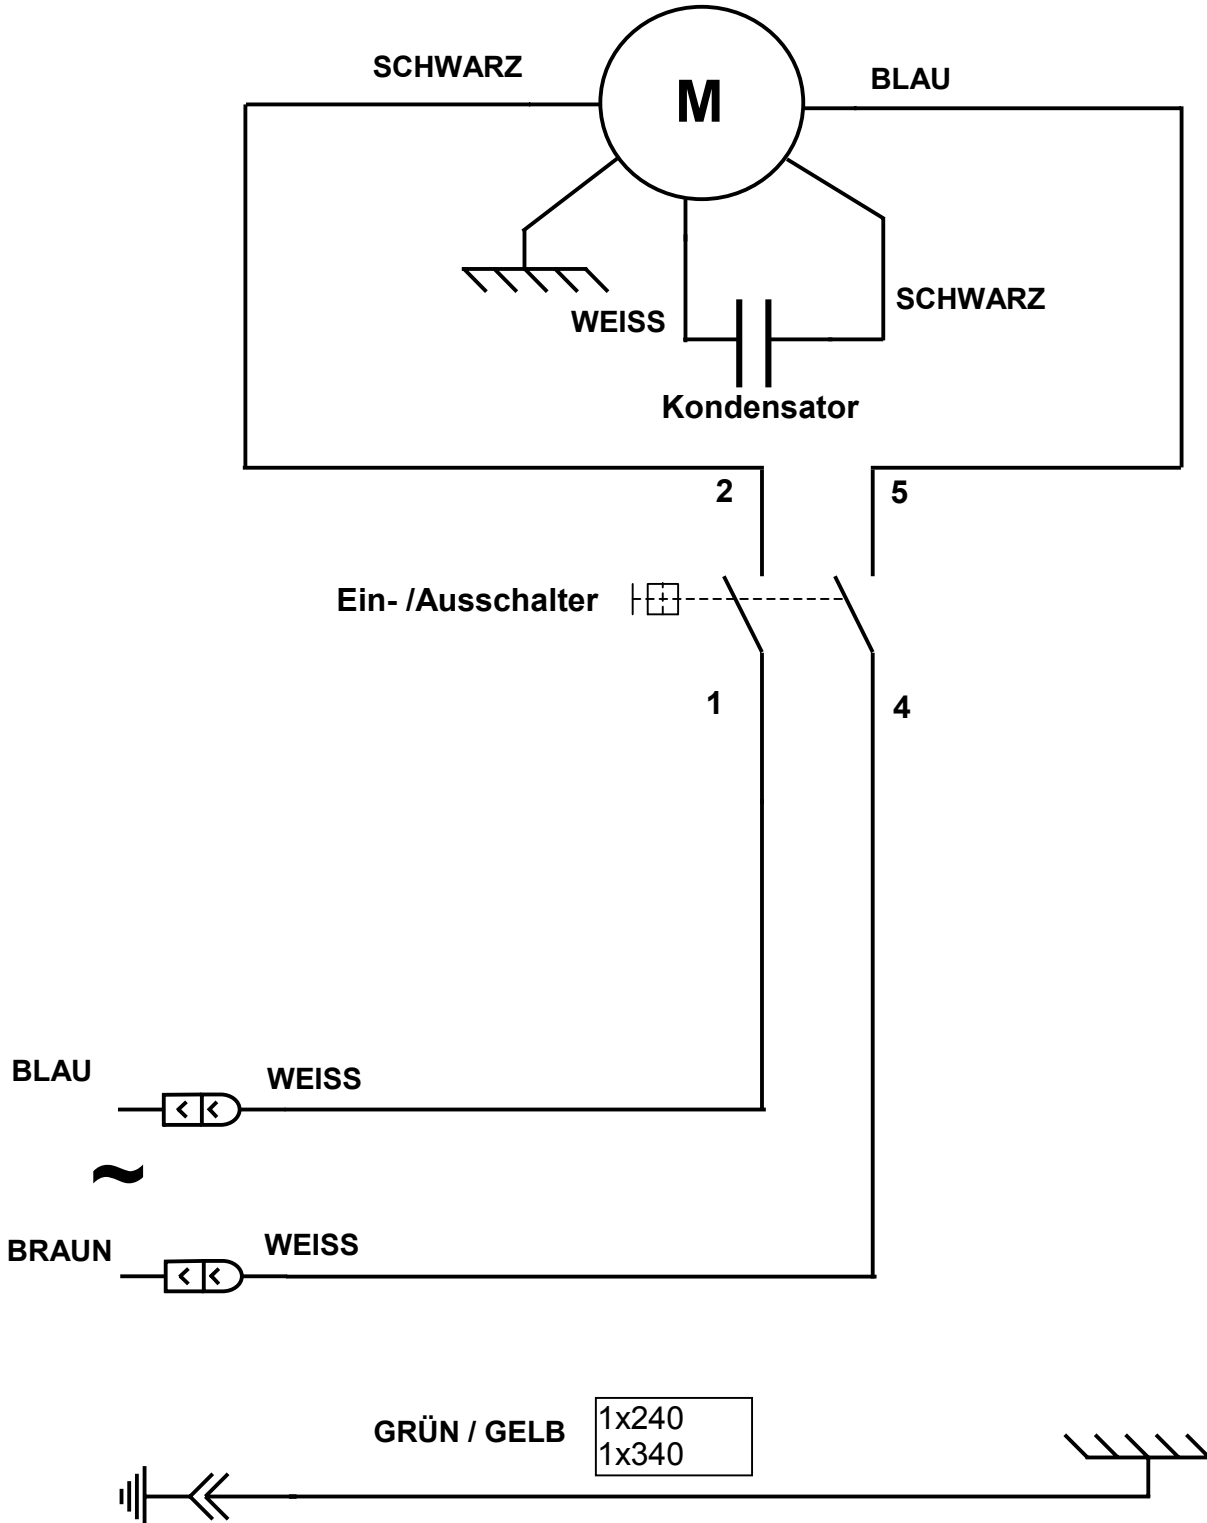 SCHWARZ
M
BLAU
WEISS
SCHWARZ
Kondensator
2
5
Ein- /Ausschalter
1
4
BLAU
WEISS
~
BRAUN
WEISS
GRÜN / GELB
1x240
1x340